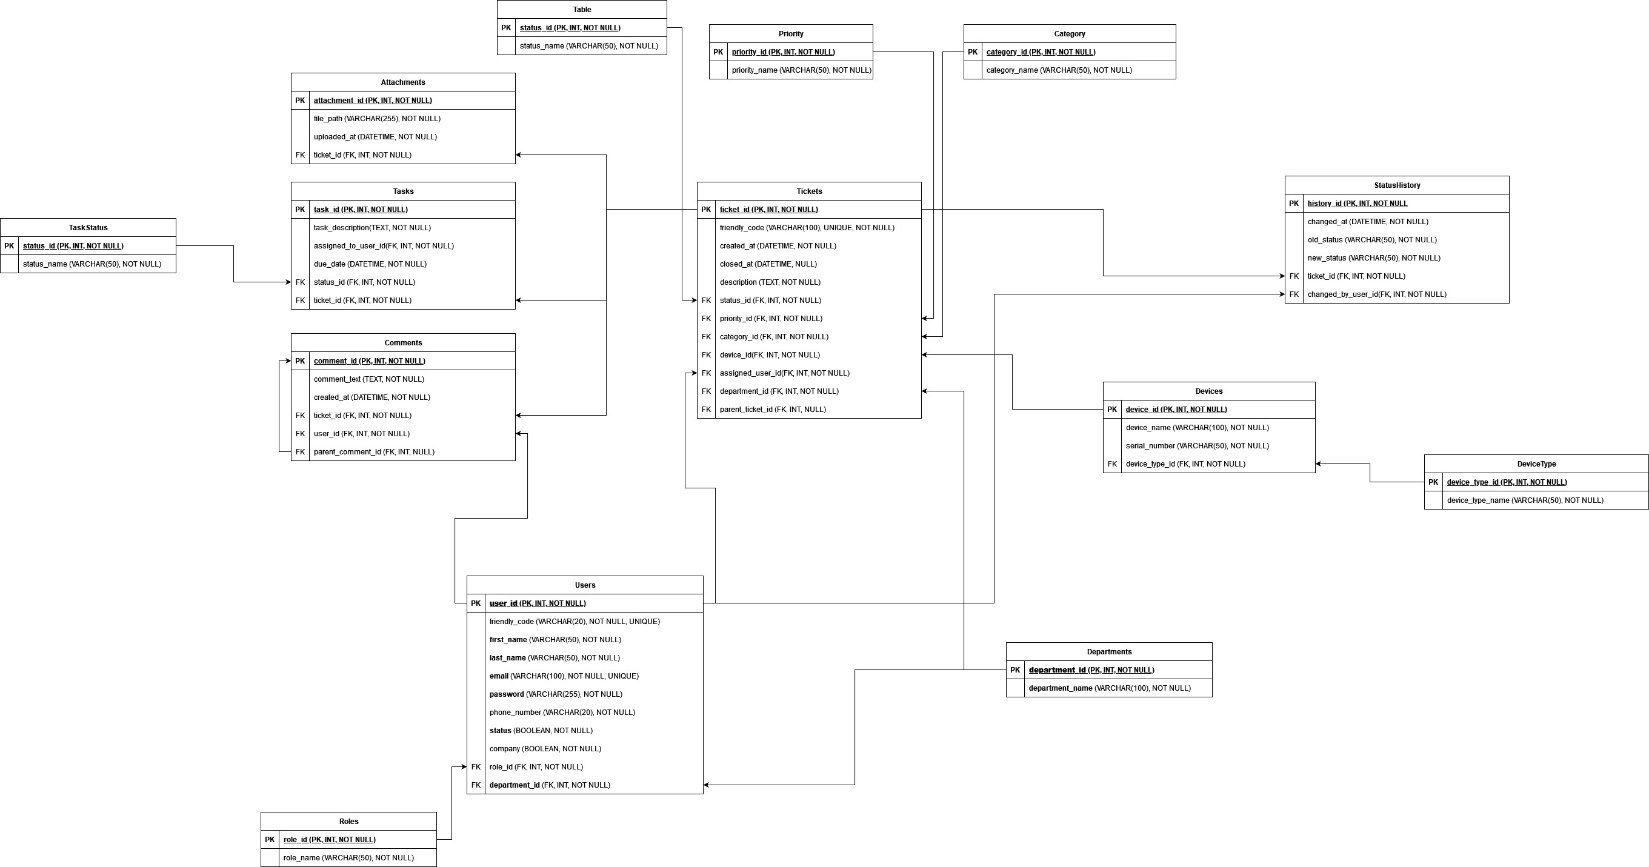 Table
PK status_id (PK, INT, NOT NULL)
status_name (VARCHAR(50), NOT NULL)
Priority
PK priority_id (PK, INT, NOT NULL)
priority_name (VARCHAR(50), NOT NULL)
Category
PK category_id (PK, INT, NOT NULL)
category_name (VARCHAR(50), NOT NULL)
Attachments
PK attachment_id (PK, INT, NOT NULL)
file_path (VARCHAR(255), NOT NULL)
uploaded_at (DATETIME, NOT NULL)
FK ticket_id (FK, INT, NOT NULL)
Tasks
PK task_id (PK, INT, NOT NULL)
task_description(TEXT, NOT NULL)
assigned_to_user_id(FK, INT, NOT NULL)
due_date (DATETIME, NOT NULL)
FK status_id (FK, INT, NOT NULL)
FK ticket_id (FK, INT, NOT NULL)
TaskStatus
PK status_id (PK, INT, NOT NULL)
status_name (VARCHAR(50), NOT NULL)
Comments
PK comment_id (PK, INT, NOT NULL)
comment_text (TEXT, NOT NULL)
created_at (DATETIME, NOT NULL)
FK ticket_id (FK, INT, NOT NULL)
FK user_id (FK, INT, NOT NULL)
FK parent_comment_id (FK, INT, NULL)
Tickets
PK ticket_id (PK, INT, NOT NULL)
friendly_code (VARCHAR(100), UNIQUE, NOT NULL)
created_at (DATETIME, NOT NULL)
closed_at (DATETIME, NULL)
description (TEXT, NOT NULL)
FK status_id (FK, INT, NOT NULL)
FK priority_id (FK, INT, NOT NULL)
FK category_id (FK, INT, NOT NULL)
FK device_id(FK, INT, NOT NULL)
FK assigned_user_id(FK, INT, NOT NULL)
FK department_id (FK, INT, NOT NULL)
FK parent_ticket_id (FK, INT, NULL)
StatusHistory
PK history_id (PK, INT, NOT NULL
changed_at (DATETIME, NOT NULL)
old_status (VARCHAR(50), NOT NULL)
new_status (VARCHAR(50), NOT NULL)
FK ticket_id (FK, INT, NOT NULL)
FK changed_by_user_id(FK, INT, NOT NULL)
Devices
PK device_id (PK, INT, NOT NULL)
device_name (VARCHAR(100), NOT NULL)
serial_number (VARCHAR(50), NOT NULL)
FK device_type_id (FK, INT, NOT NULL)
DeviceType
PK device_type_id (PK, INT, NOT NULL)
device_type_name (VARCHAR(50), NOT NULL)
Users
PK user_id (PK, INT, NOT NULL)
friendly_code (VARCHAR(20), NOT NULL, UNIQUE)
first_name (VARCHAR(50), NOT NULL)
last_name (VARCHAR(50), NOT NULL)
email (VARCHAR(100), NOT NULL, UNIQUE)
password (VARCHAR(255), NOT NULL)
phone_number (VARCHAR(20), NOT NULL)
status (BOOLEAN, NOT NULL)
company (BOOLEAN, NOT NULL)
FK role_id (FK, INT, NOT NULL)
FK department_id (FK, INT, NOT NULL)
Departments
PK department_id (PK, INT, NOT NULL)
department_name (VARCHAR(100), NOT NULL)
Roles
PK role_id (PK, INT, NOT NULL)
role_name (VARCHAR(50), NOT NULL)